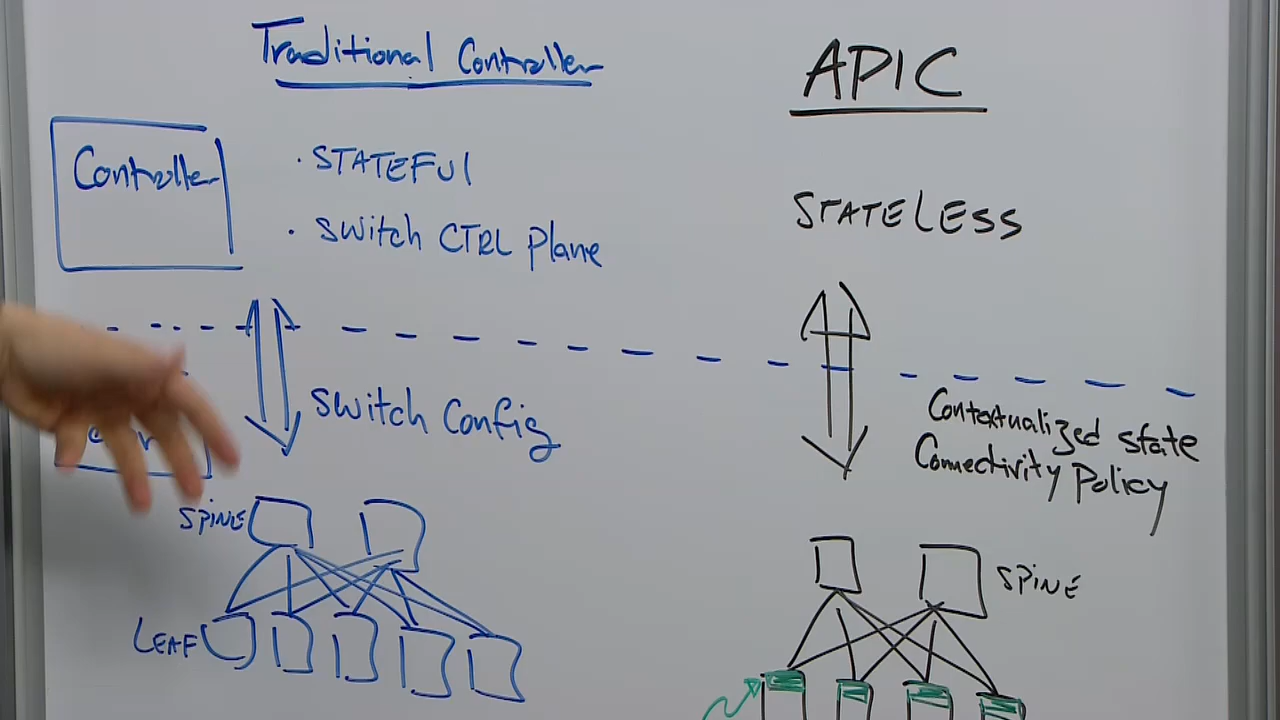 Traditional Controller
Controller
• STATEFUL
• Switch CTRL Plane
Switch Config
SPINE
LEAF
APIC
STATELESS
Contextualized State
Connectivity Policy
SPINE